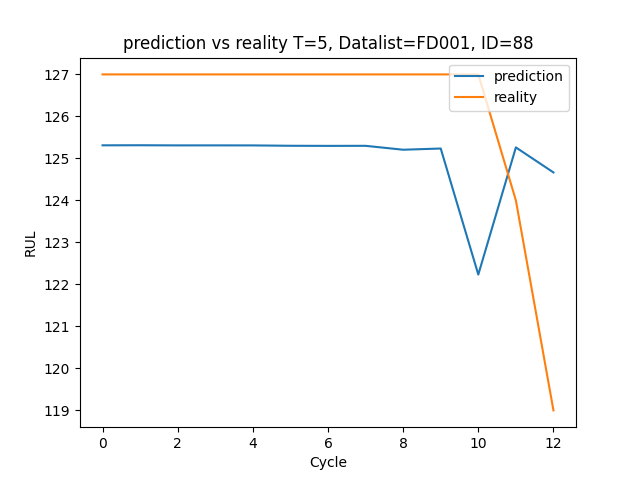 prediction vs reality T=5, Datalist=FD001, ID=88
prediction
reality
127
126
125
124
123
122
121
120
119
RUL
0 2 4 6 8 10 12
Cycle